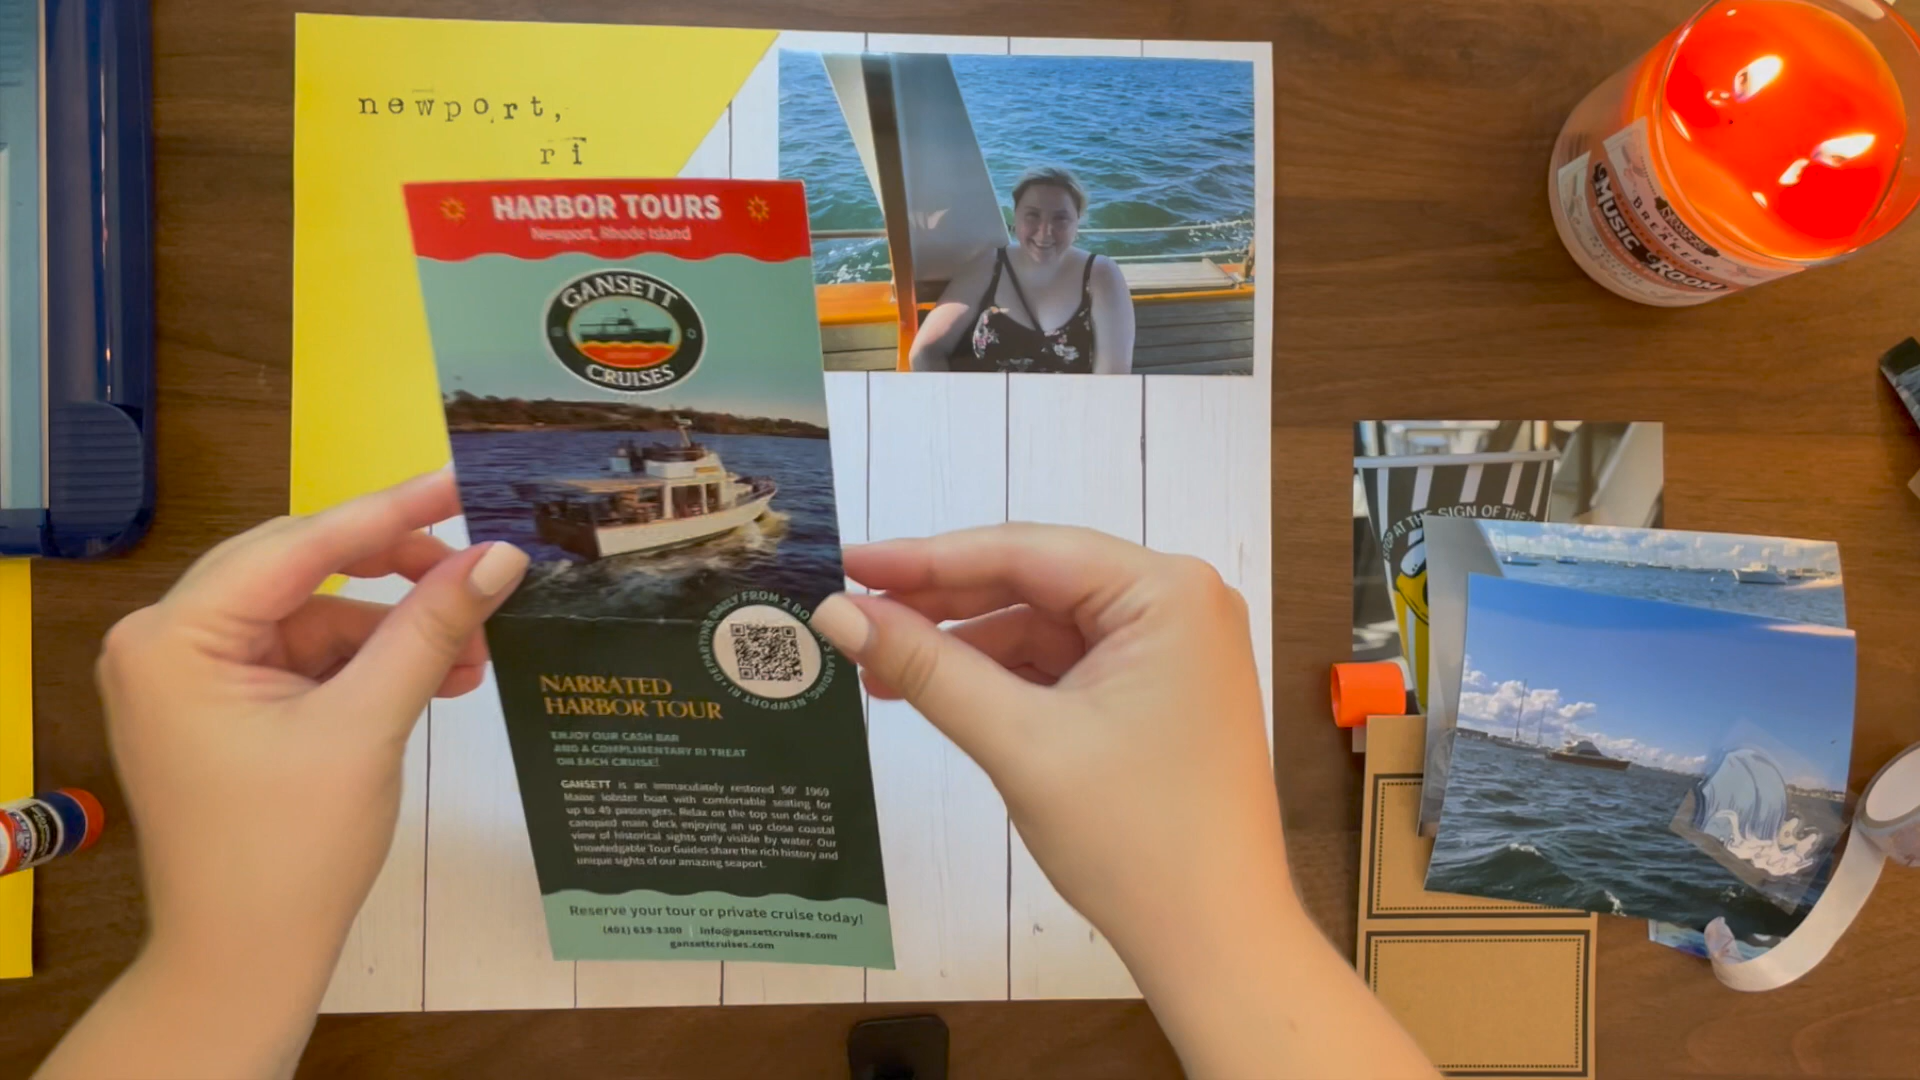 newport,
ri
HARBOR TOURS
Newport, Rhode Island
GANSETT
CRUISES
DEPARTING DAILY FROM 2 BO 'S LANDING, NEWPORT RI •
NARRATED
HARBOR TOUR
ENJOY OUR CASH BAR
AND A COMPLIMENTARY RI TREAT
ON EACH CRUISE!
GANSETT is an immaculately restored 50' 1969
Maine lobster boat with comfortable seating for
up to 49 passengers. Relax on the top sun deck or
canopied main deck enjoying an up close coastal
view of historical sights only visible by water. Our
knowledgable Tour Guides share the rich history and
unique sights of our amazing seaport.
Reserve your tour or private cruise today!
(401) 619-1300 | info@gansettcruises.com
gansettcruises.com
BREAKERS
MUSIC ROOM
STOP AT THE SIGN OF THE